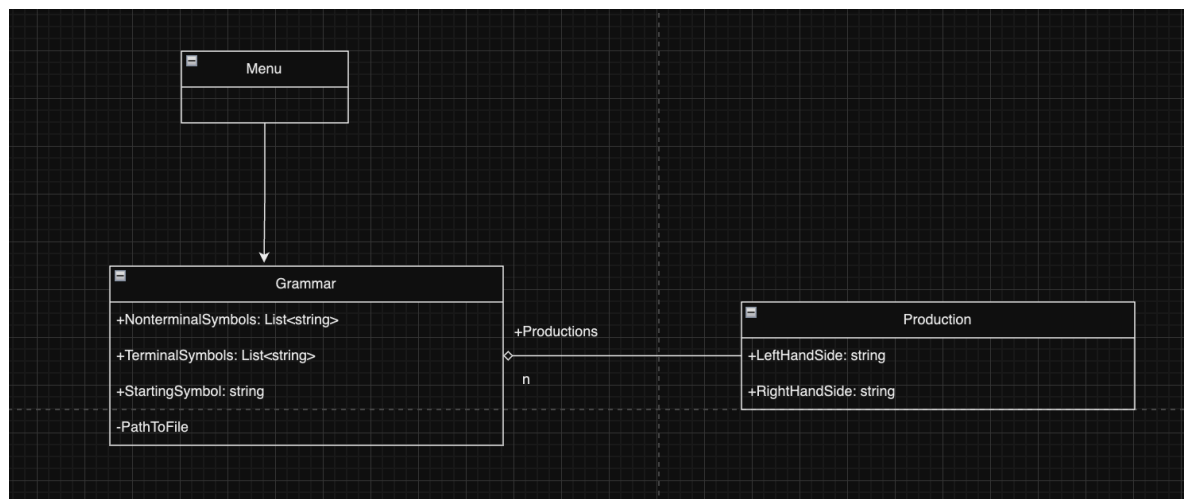 Menu
Grammar
+NonterminalSymbols: List<string>
+TerminalSymbols: List<string>
+StartingSymbol: string
-PathToFile
+Productions
n
Production
+LeftHandSide: string
+RightHandSide: string